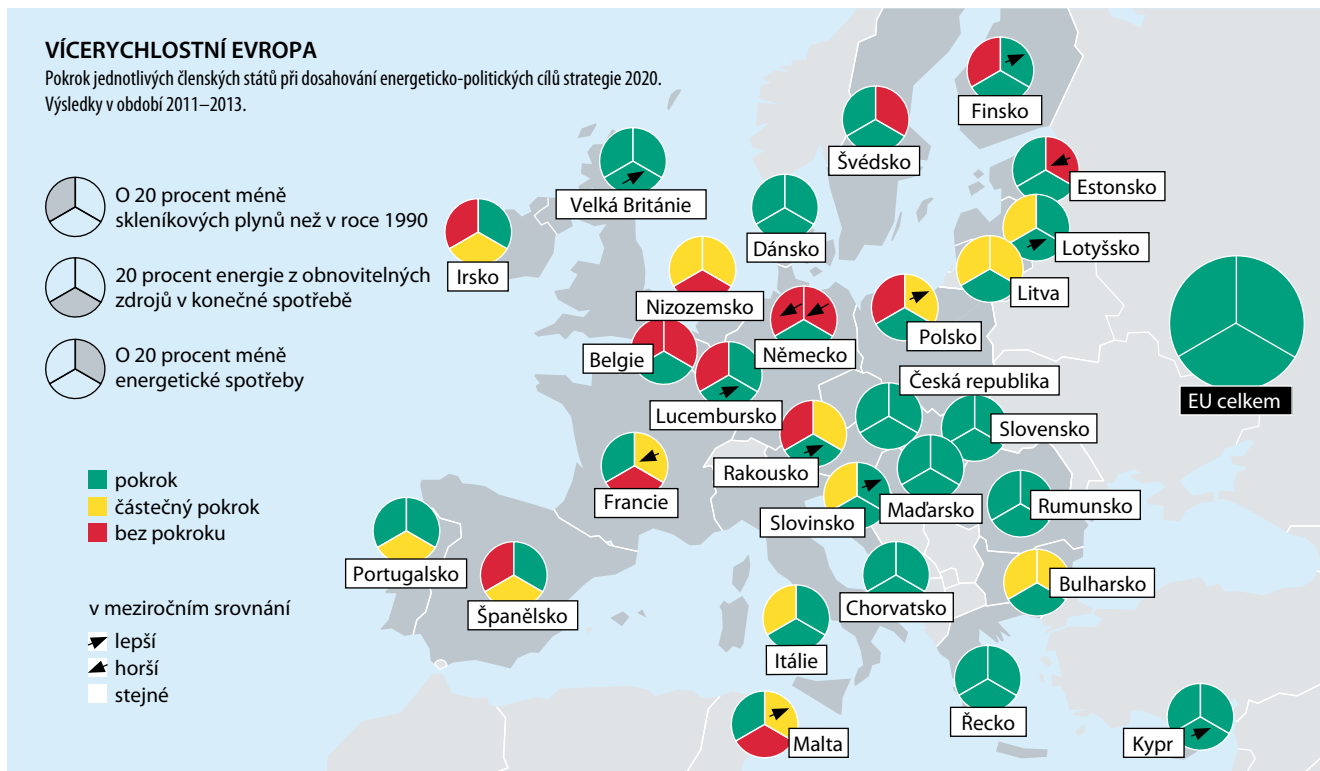 VÍCERYCHLOSTNÍ EVROPA
Pokrok jednotlivých členských států při dosahování energeticko-politických cílů strategie 2020.
Výsledky v období 2011–2013.
O 20 procent méně
skleníkových plynů než v roce 1990
20 procent energie z obnovitelných
zdrojů v konečné spotřebě
O 20 procent méně
energetické spotřeby
pokrok
částečný pokrok
bez pokroku
v meziročním srovnání
lepší
horší
stejné
Finsko
Švédsko
Estonsko
Velká Británie
Dánsko
Lotyšsko
Irsko
Litva
Nizozemsko
Polsko
Belgie
Německo
Česká republika
EU celkem
Lucembursko
Slovensko
Rakousko
Francie
Slovinsko
Maďarsko
Rumunsko
Portugalsko
Španělsko
Chorvatsko
Bulharsko
Itálie
Řecko
Malta
Kypr